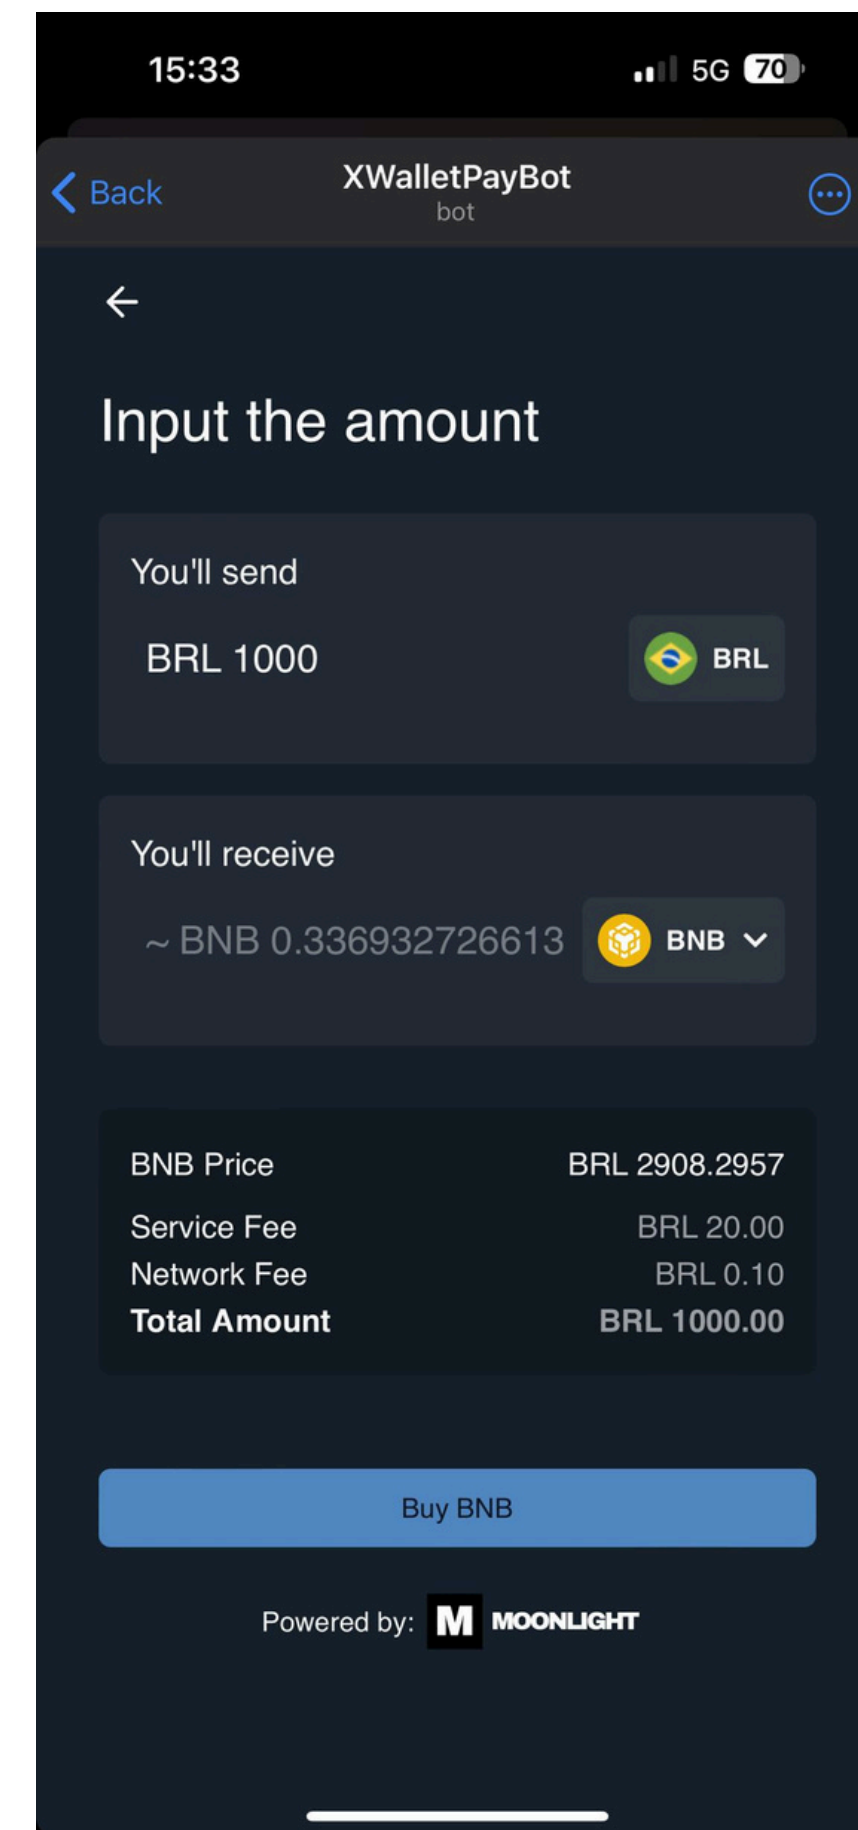 15:33 5G 70
Back XWalletPayBot
bot
Input the amount
You'll send
BRL 1000 BRL
You'll receive
~ BNB 0.336932726613 BNB
BNB Price BRL 2908.2957
Service Fee BRL 20.00
Network Fee BRL 0.10
Total Amount BRL 1000.00
Buy BNB
Powered by: M MOONLIGHT